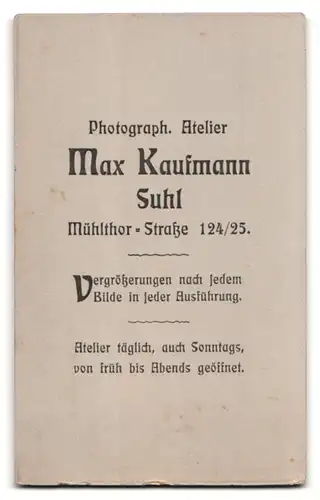 Photograph. Atelier
Max Kaufmann
Suhl
Mühlthor-Straße 124/25.
Vergrößerungen nach jedem
Bilde in jeder Ausführung.
Atelier täglich, auch Sonntags,
von früh bis Abends geöffnet.